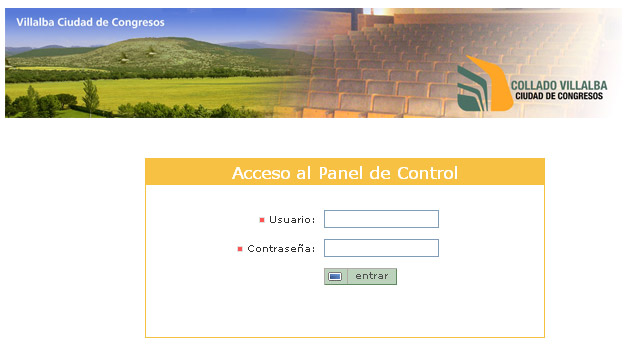 Villalba Ciudad de Congresos
COLLADO VILLALBA
CIUDAD DE CONGRESOS
Acceso al Panel de Control
Usuario:
Contraseña:
entrar